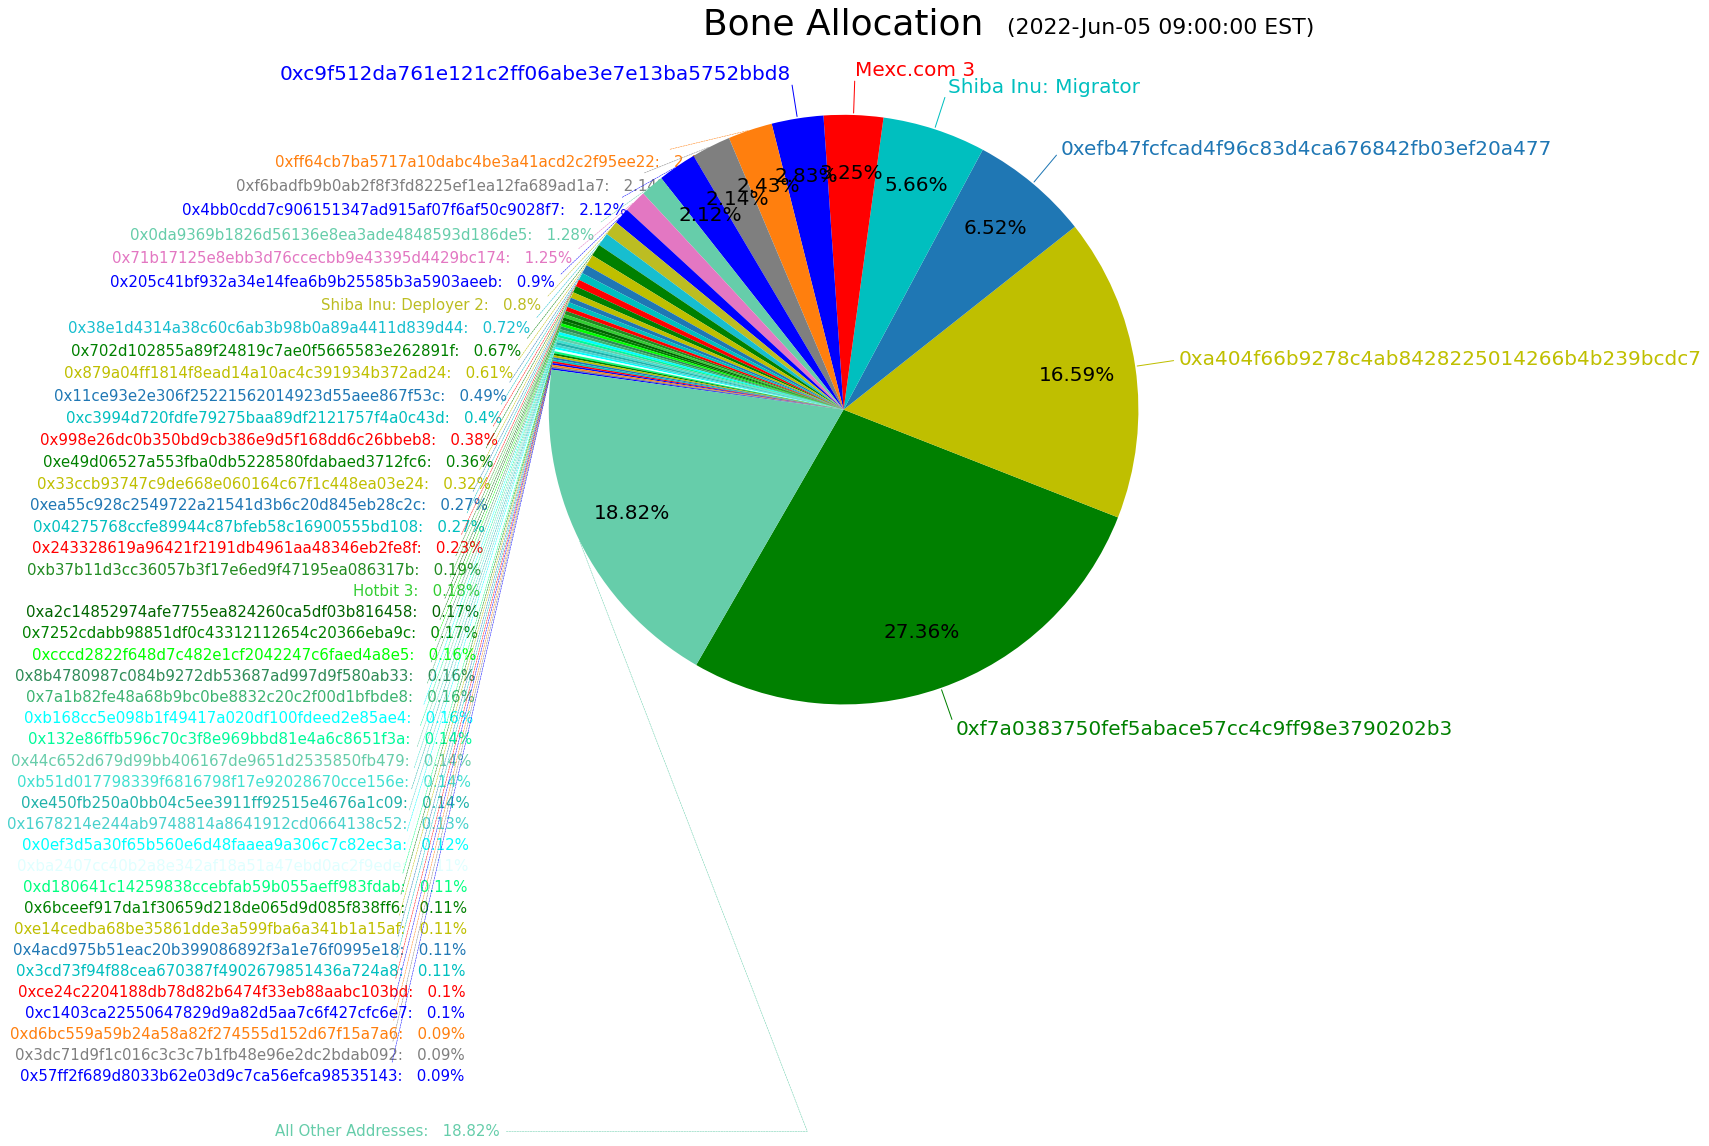 Bone Allocation (2022-Jun-05 09:00:00 EST)
Mexc.com 3
0xc9f512da761e121c2ff06abe3e7e13ba5752bbd8
Shiba Inu: Migrator
0xefb47fcfcad4f96c83d4ca676842fb03ef20a477
0xa404f66b9278c4ab8428225014266b4b239bcdc7
0xf7a0383750fef5abace57cc4c9ff98e3790202b3
3.25%
2.83%
2.43%
2.14%
2.12%
5.66%
6.52%
16.59%
27.36%
18.82%
0xff64cb7ba5717a10dabc4be3a41acd2c2f95ee22:
0xf6badfb9b0ab2f8f3fd8225ef1ea12fa689ad1a7: 2.14
0x4bb0cdd7c906151347ad915af07f6af50c9028f7: 2.12%
0x0da9369b1826d56136e8ea3ade4848593d186de5: 1.28%
0x71b17125e8ebb3d76ccecbb9e43395d4429bc174: 1.25%
0x205c41bf932a34e14fea6b9b25585b3a5903aeeb: 0.9%
Shiba Inu: Deployer 2: 0.8%
0x38e1d4314a38c60c6ab3b98b0a89a4411d839d44: 0.72%
0x702d102855a89f24819c7ae0f5665583e262891f: 0.67%
0x879a04ff1814f8ead14a10ac4c391934b372ad24: 0.61%
0x11ce93e2e306f25221562014923d55aee867f53c: 0.49%
0xc3994d720fdfe79275baa89df2121757f4a0c43d: 0.4%
0x998e26dc0b350bd9cb386e9d5f168dd6c26bbeb8: 0.38%
0xe49d06527a553fba0db5228580fdabaed3712fc6: 0.36%
0x33ccb93747c9de668e060164c67f1c448ea03e24: 0.32%
0xea55c928c2549722a21541d3b6c20d845eb28c2c: 0.27%
0x04275768ccfe89944c87bfeb58c16900555bd108: 0.27%
0x243328619a96421f2191db4961aa48346eb2fe8f: 0.23%
0xb37b11d3cc36057b3f17e6ed9f47195ea086317b: 0.19%
Hotbit 3: 0.18%
0xa2c14852974afe7755ea824260ca5df03b816458: 0.17%
0x7252cdabb98851df0c43312112654c20366eba9c: 0.17%
0xcccd2822f648d7c482e1cf2042247c6faed4a8e5: 0.16%
0x8b4780987c084b9272db53687ad997d9f580ab33: 0.16%
0x7a1b82fe48a68b9bc0be8832c20c2f00d1bfbde8: 0.16%
0xb168cc5e098b1f49417a020df100fdeed2e85ae4: 0.16%
0x132e86ffb596c70c3f8e969bbd81e4a6c8651f3a: 0.14%
0x44c652d679d99bb406167de9651d2535850fb479: 0.14%
0xb51d017798339f6816798f17e92028670cce156e: 0.14%
0xe450fb250a0bb04c5ee3911ff92515e4676a1c09: 0.14%
0x1678214e244ab9748814a8641912cd0664138c52: 0.13%
0x0ef3d5a30f65b560e6d48faaea9a306c7c82ec3a: 0.12%
0xd180641c14259838ccebfab59b055aeff983fdab: 0.11%
0x6bceef917da1f30659d218de065d9d085f838ff6: 0.11%
0xe14cedba68be35861dde3a599fba6a341b1a15af: 0.11%
0x4acd975b51eac20b399086892f3a1e76f0995e18: 0.11%
0x3cd73f94f88cea670387f4902679851436a724a8: 0.11%
0xce24c2204188db78d82b6474f33eb88aabc103bd: 0.1%
0xc1403ca22550647829d9a82d5aa7c6f427cfc6e7: 0.1%
0xd6bc559a59b24a58a82f274555d152d67f15a7a6: 0.09%
0x3dc71d9f1c016c3c3c7b1fb48e96e2dc2bdab092: 0.09%
0x57ff2f689d8033b62e03d9c7ca56efca98535143: 0.09%
All Other Addresses: 18.82%